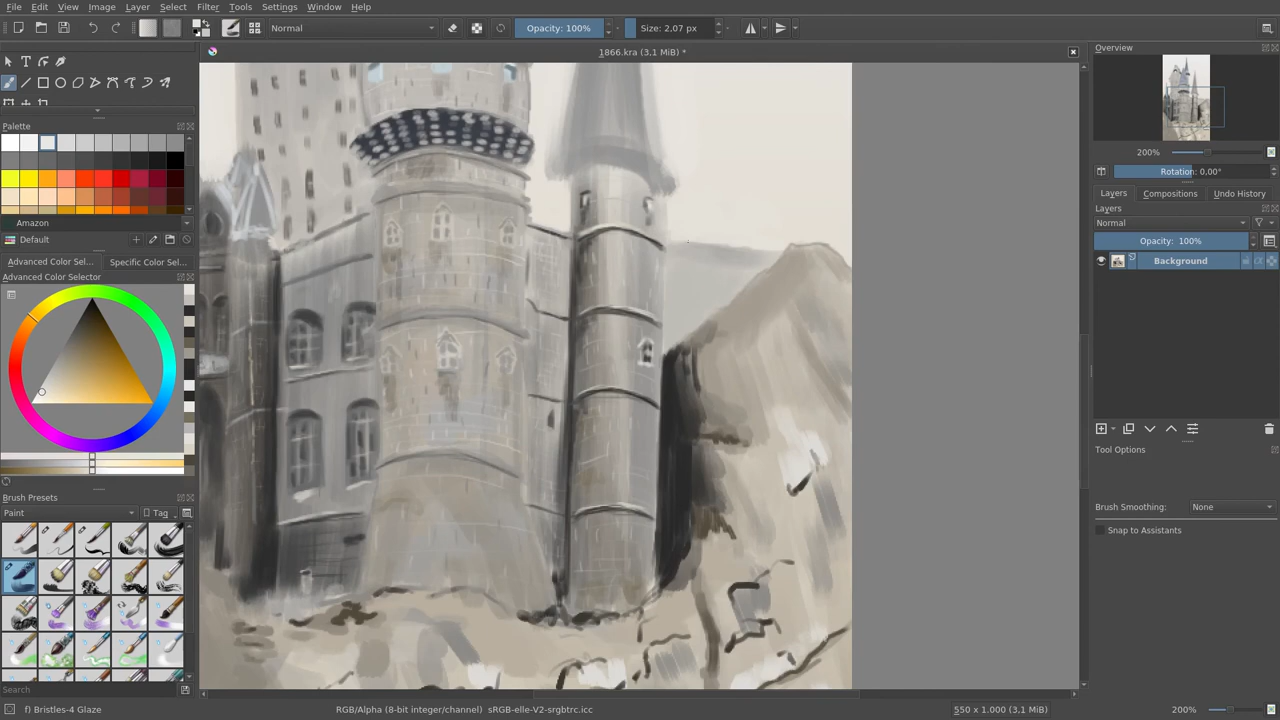 File Edit View Image Layer Select Filter Tools Settings Window Help
Normal
Opacity: 100%
Size: 2,07 px
1866.kra (3,1 MiB) *
Overview
200%
Rotation: 0,00°
Palette
Amazon
Default
Advanced Color Sel...
Specific Color Sel...
Advanced Color Selector
Brush Presets
Paint
Tag
Search
Layers
Compositions
Undo History
Layers
Normal
Opacity: 100%
Background
Tool Options
Brush Smoothing: None
Snap to Assistants
f) Bristles-4 Glaze
RGB/Alpha (8-bit integer/channel) sRGB-elle-V2-srgbtrc.icc
550 x 1.000 (3,1 MiB)
200%